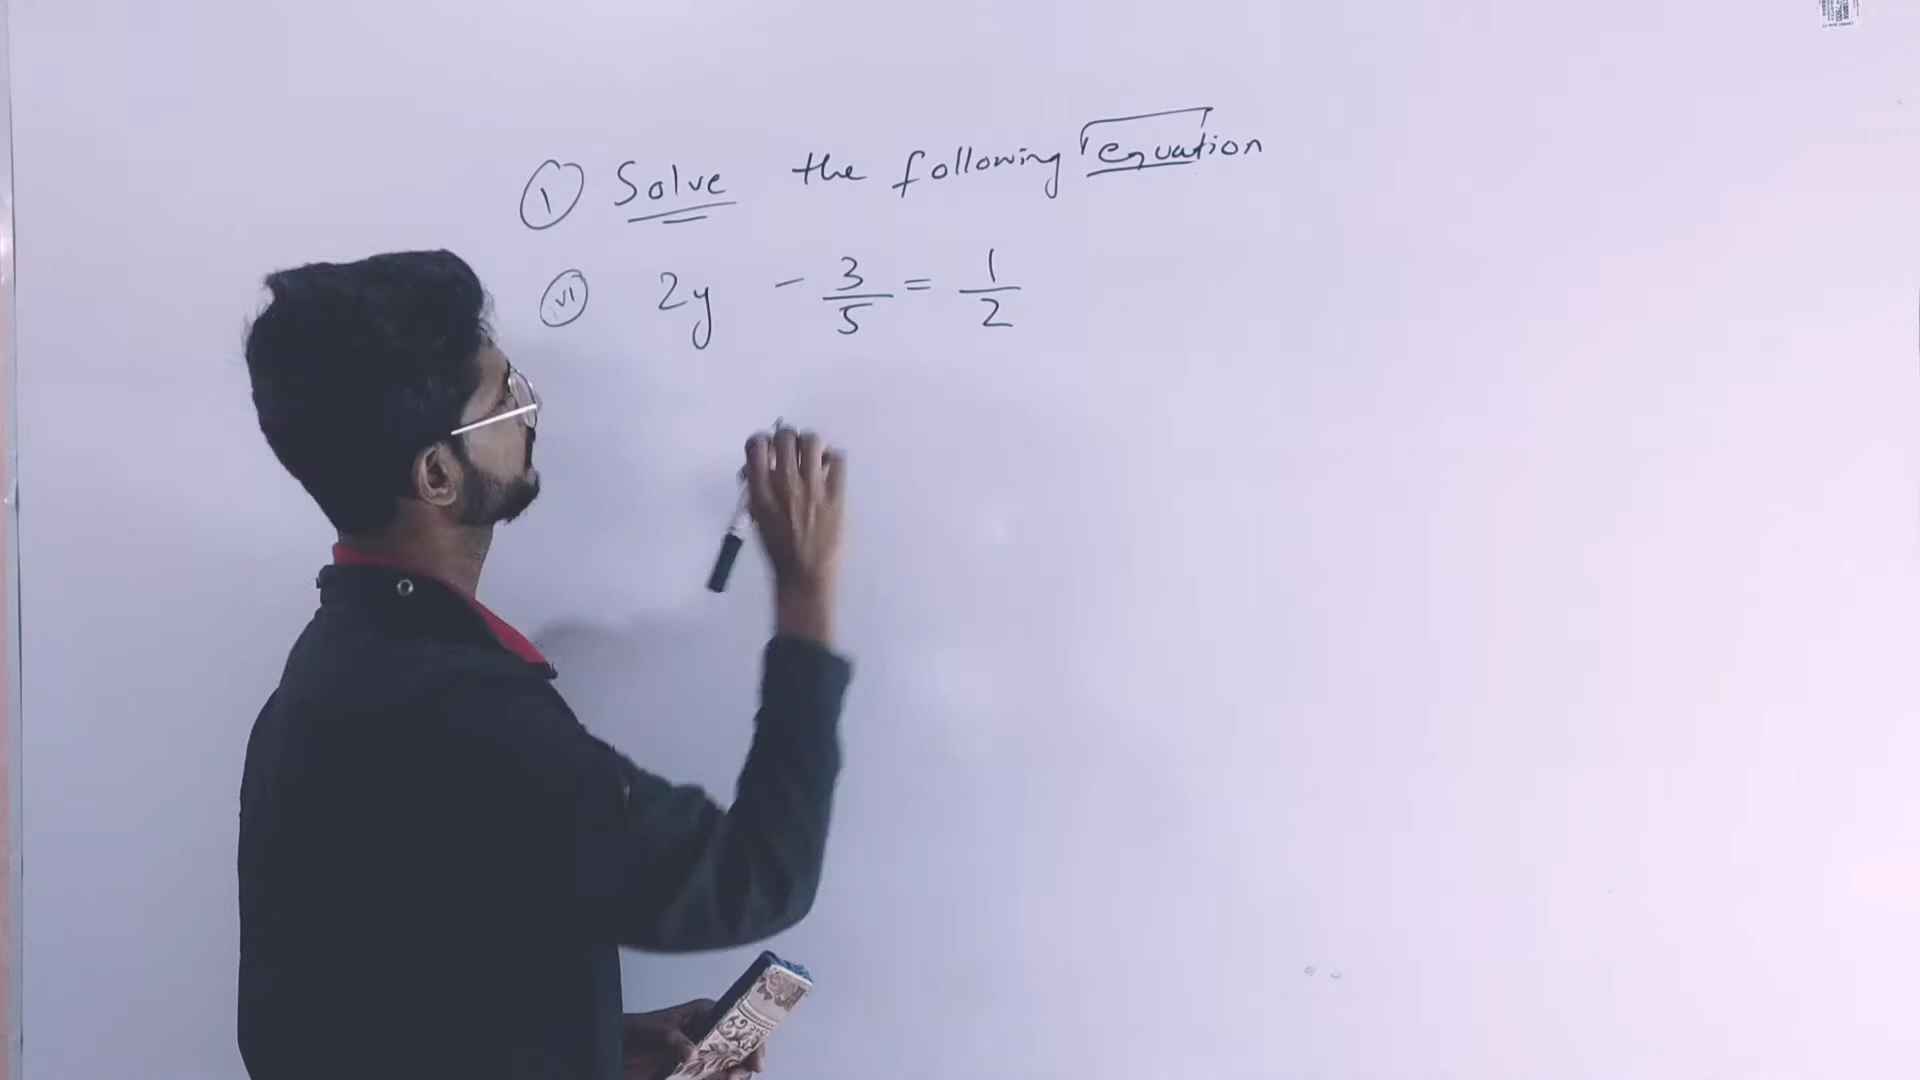 ① Solve the following equation
ⓥⓘ 2y - 3/5 = 1/2